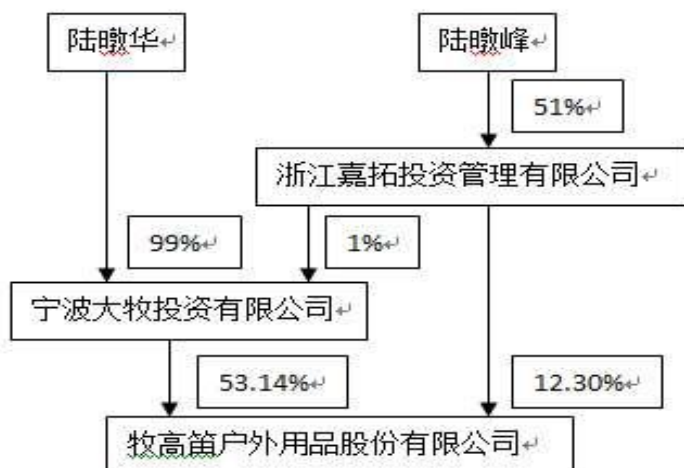 陆暾华
陆暾峰
51%
浙江嘉拓投资管理有限公司
99%
1%
宁波大牧投资有限公司
53.14%
12.30%
牧高笛户外用品股份有限公司